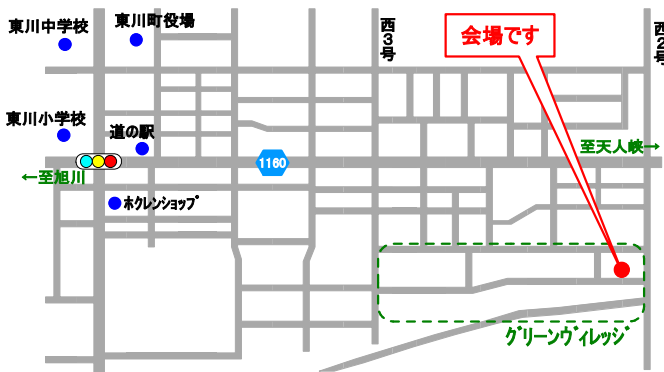 東川中学校
東川町役場
西3号
会場です
西2号
東川小学校
道の駅
1160
至天人峡→
←至旭川
ホクレンショップ
グリーンヴィレッジ